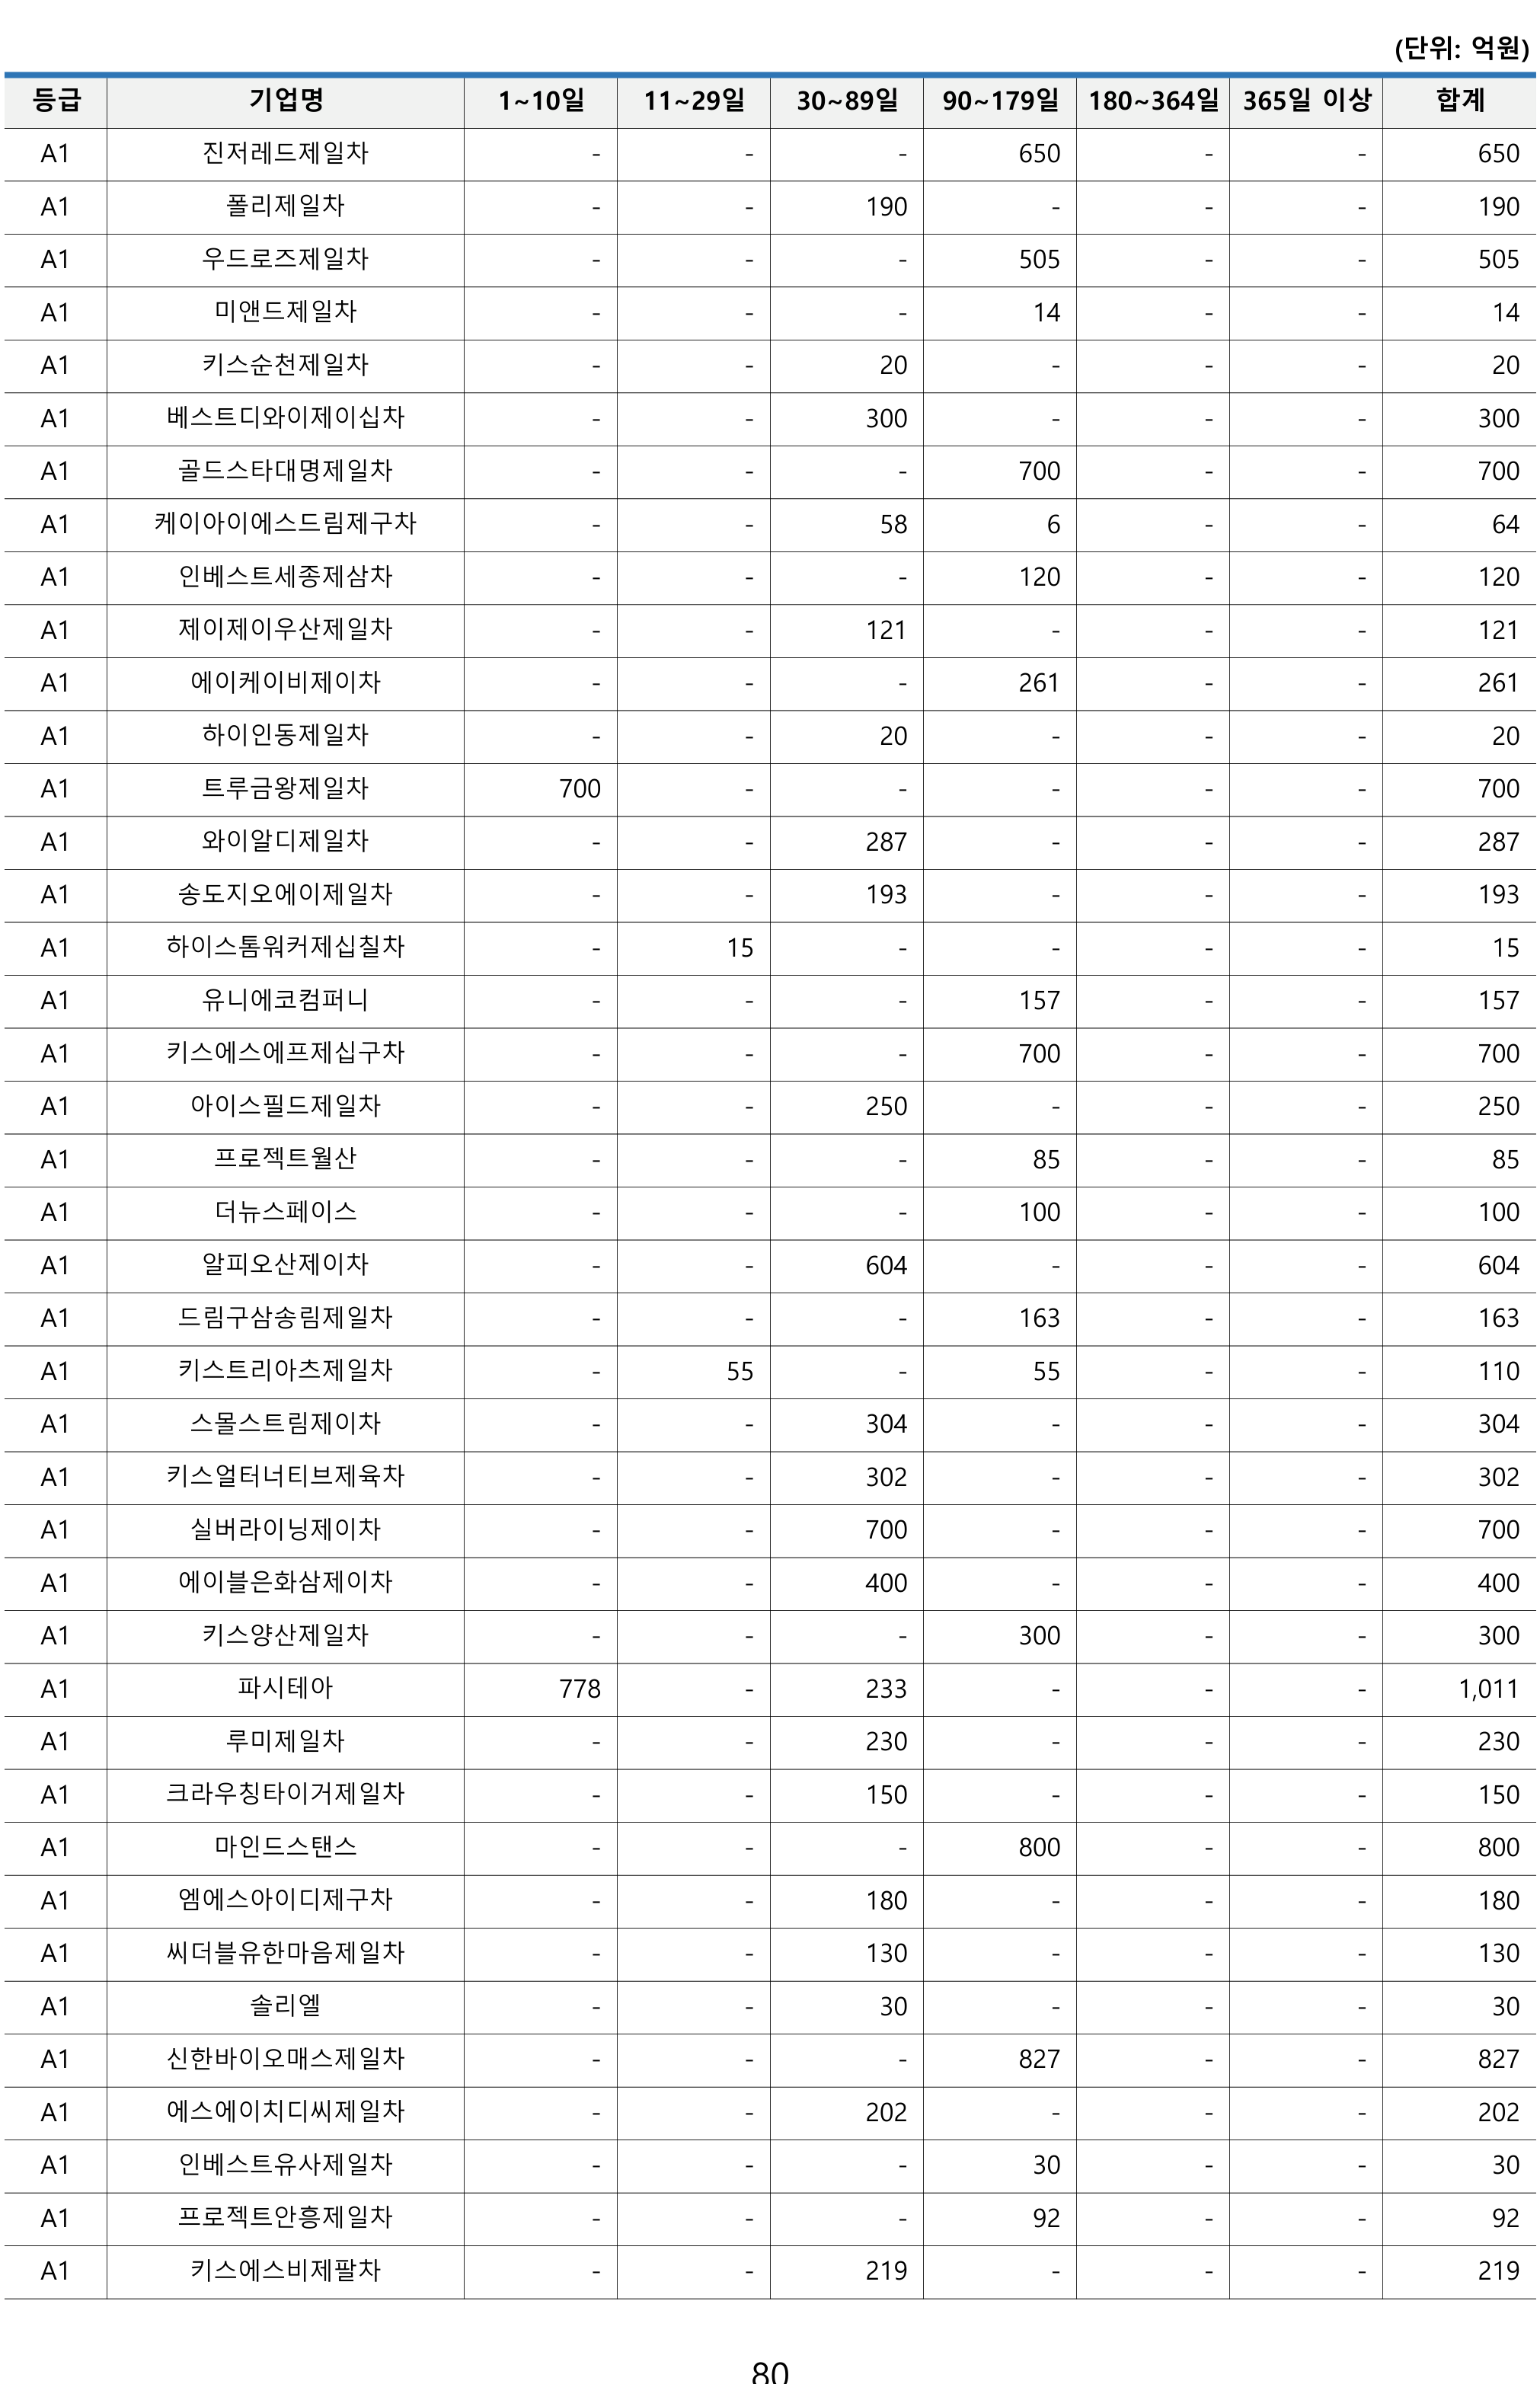 (단위: 억원)
등급 기업명 1~10일 11~29일 30~89일 90~179일 180~364일 365일 이상 합계
A1 진저레드제일차 - - - 650 - - 650
A1 폴리제일차 - - 190 - - - 190
A1 우드로즈제일차 - - - 505 - - 505
A1 미앤드제일차 - - - 14 - - 14
A1 키스순천제일차 - - 20 - - - 20
A1 베스트디와이제이십차 - - 300 - - - 300
A1 골드스타대명제일차 - - - 700 - - 700
A1 케이아이에스드림제구차 - - 58 6 - - 64
A1 인베스트세종제삼차 - - - 120 - - 120
A1 제이제이우산제일차 - - 121 - - - 121
A1 에이케이비제이차 - - - 261 - - 261
A1 하이인동제일차 - - 20 - - - 20
A1 트루금왕제일차 700 - - - - - 700
A1 와이알디제일차 - - 287 - - - 287
A1 송도지오에이제일차 - - 193 - - - 193
A1 하이스톰워커제십칠차 - 15 - - - - 15
A1 유니에코컴퍼니 - - - 157 - - 157
A1 키스에스에프제십구차 - - - 700 - - 700
A1 아이스필드제일차 - - 250 - - - 250
A1 프로젝트월산 - - - 85 - - 85
A1 더뉴스페이스 - - - 100 - - 100
A1 알피오산제이차 - - 604 - - - 604
A1 드림구삼송림제일차 - - - 163 - - 163
A1 키스트리아츠제일차 - 55 - 55 - - 110
A1 스몰스트림제이차 - - 304 - - - 304
A1 키스얼터너티브제육차 - - 302 - - - 302
A1 실버라이닝제이차 - - 700 - - - 700
A1 에이블은화삼제이차 - - 400 - - - 400
A1 키스양산제일차 - - - 300 - - 300
A1 파시테아 778 - 233 - - - 1,011
A1 루미제일차 - - 230 - - - 230
A1 크라우칭타이거제일차 - - 150 - - - 150
A1 마인드스탠스 - - - 800 - - 800
A1 엠에스아이디제구차 - - 180 - - - 180
A1 씨더블유한마음제일차 - - 130 - - - 130
A1 솔리엘 - - 30 - - - 30
A1 신한바이오매스제일차 - - - 827 - - 827
A1 에스에이치디씨제일차 - - 202 - - - 202
A1 인베스트유사제일차 - - - 30 - - 30
A1 프로젝트안흥제일차 - - - 92 - - 92
A1 키스에스비제팔차 - - 219 - - - 219
80